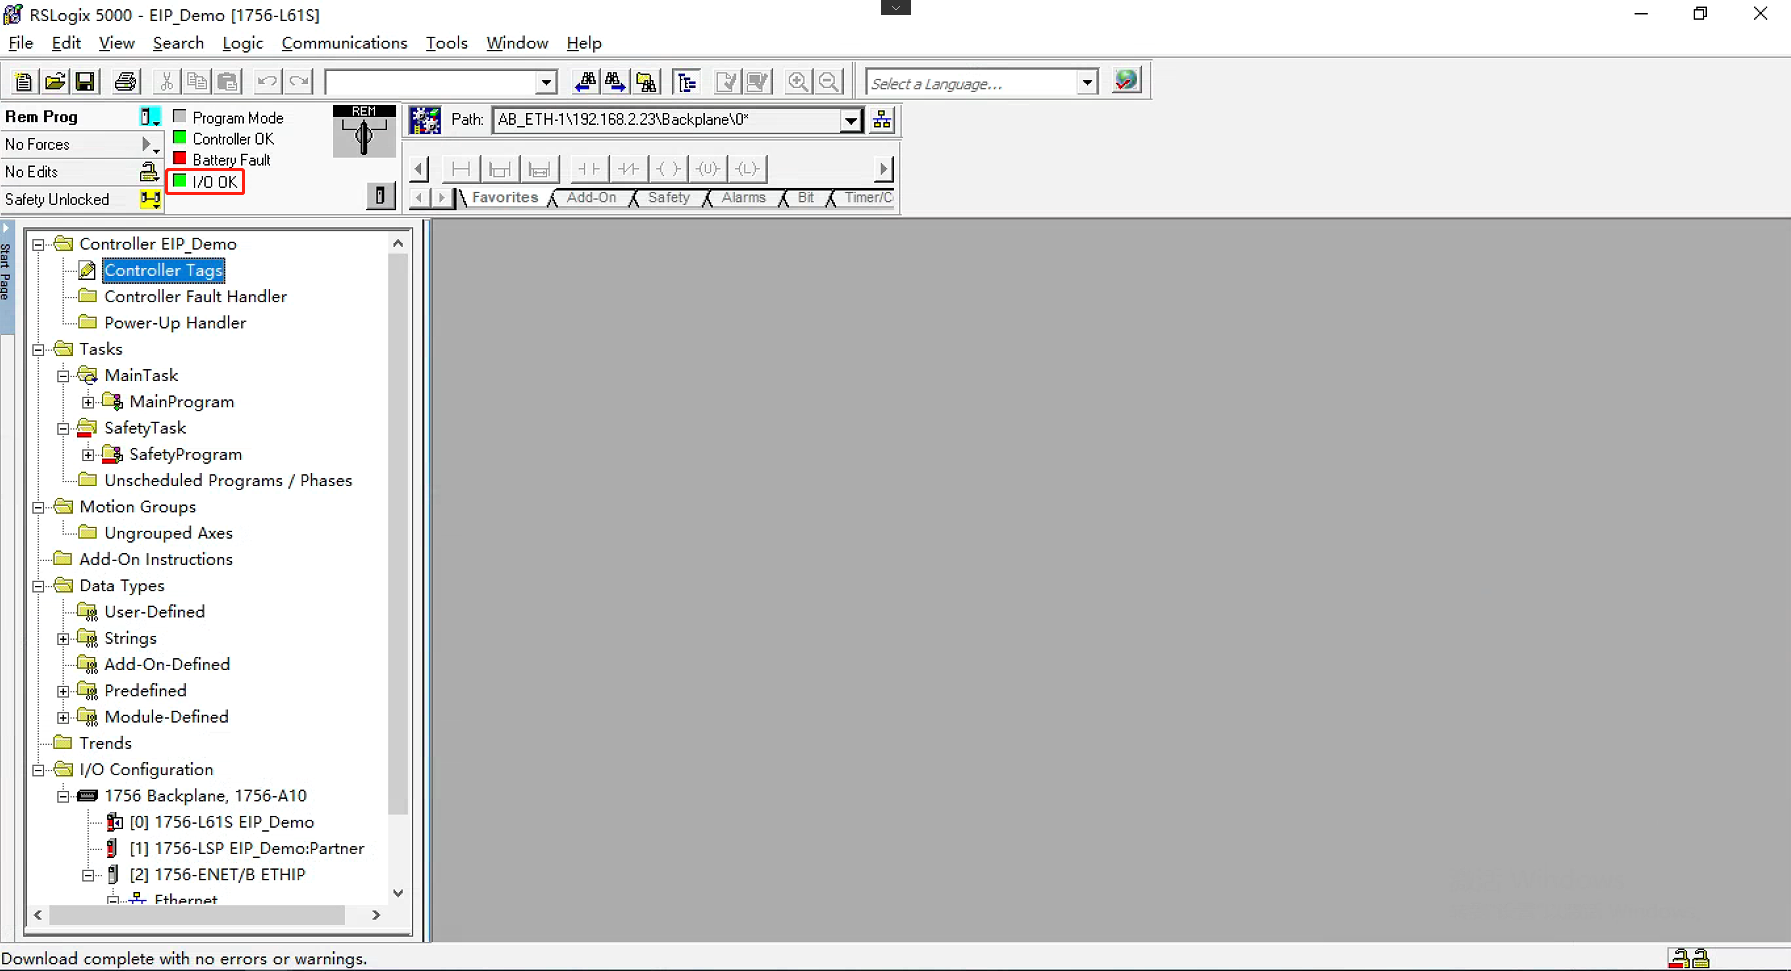 RSLogix 5000 - EIP_Demo [1756-L61S]
File Edit View Search Logic Communications Tools Window Help
Select a Language...
Rem Prog
No Forces
No Edits
Safety Unlocked
Program Mode
Controller OK
Battery Fault
I/O OK
REM
Path: AB_ETH-1\192.168.2.23\Backplane\0*
Favorites Add-On Safety Alarms Bit Timer/C
Start Page
Controller EIP_Demo
Controller Tags
Controller Fault Handler
Power-Up Handler
Tasks
MainTask
MainProgram
SafetyTask
SafetyProgram
Unscheduled Programs / Phases
Motion Groups
Ungrouped Axes
Add-On Instructions
Data Types
User-Defined
Strings
Add-On-Defined
Predefined
Module-Defined
Trends
I/O Configuration
1756 Backplane, 1756-A10
[0] 1756-L61S EIP_Demo
[1] 1756-LSP EIP_Demo:Partner
[2] 1756-ENET/B ETHIP
Ethernet
Download complete with no errors or warnings.